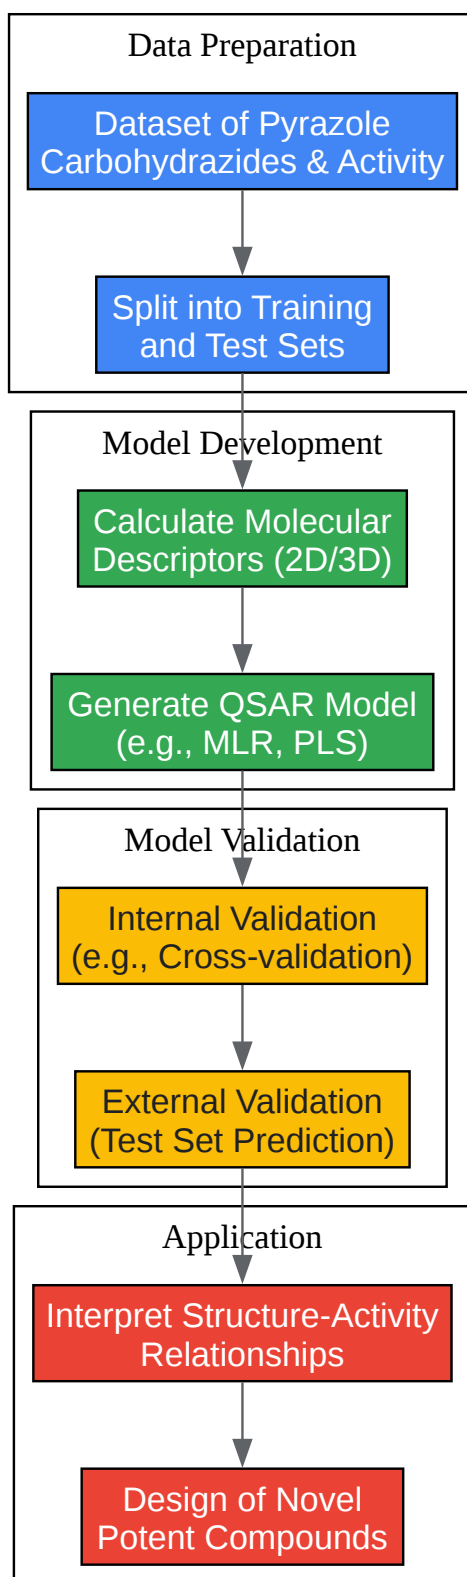 Data Preparation
Dataset of Pyrazole
Carbohydrazides & Activity
Split into Training
and Test Sets
Model Development
Calculate Molecular
Descriptors (2D/3D)
Generate QSAR Model
(e.g., MLR, PLS)
Model Validation
Internal Validation
(e.g., Cross-validation)
External Validation
(Test Set Prediction)
Application
Interpret Structure-Activity
Relationships
Design of Novel
Potent Compounds